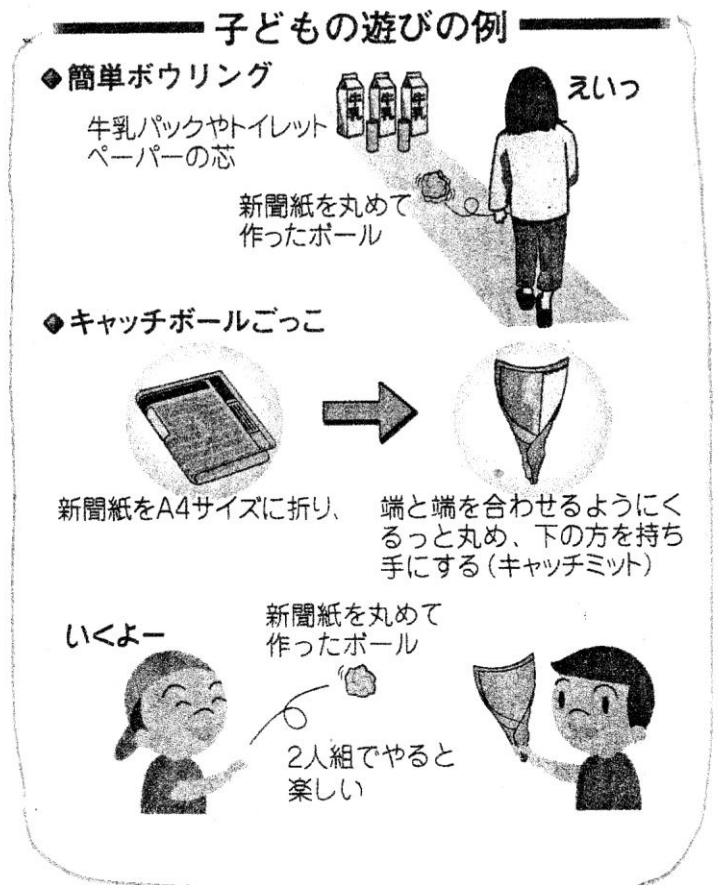 子どもの遊びの例
◆簡単ボウリング
えいっ
牛乳
牛乳
牛乳
牛乳パックやトイレット
ペーパーの芯
新聞紙を丸めて
作ったボール
◆キャッチボールごっこ
新聞紙をA4サイズに折り、
端と端を合わせるようにく
るっと丸め、下の方を持ち
手にする(キャッチミット)
いくよー
新聞紙を丸めて
作ったボール
2人組でやると
楽しい